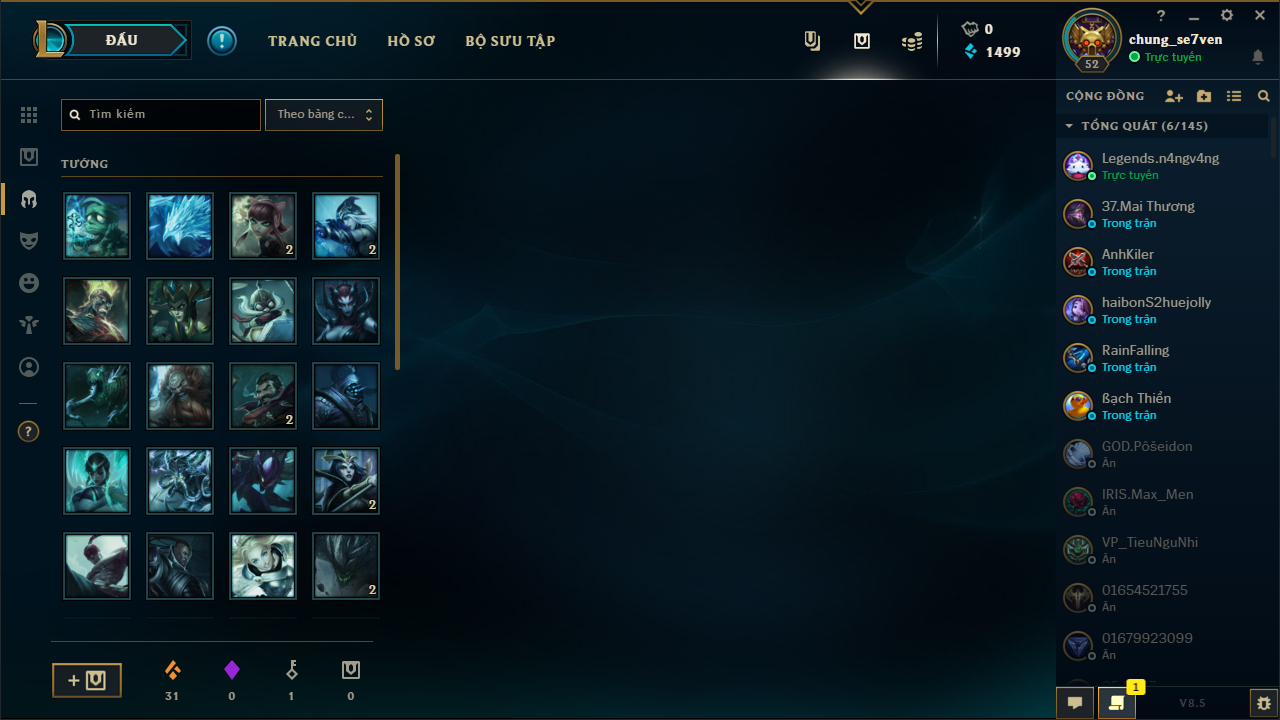 ĐẤU
TRANG CHỦ
HỒ SƠ
BỘ SƯU TẬP
0
1499
52
?
chung_se7ven
Trực tuyến
Tìm kiếm
Theo bảng c...
TƯỚNG
2
2
2
2
2
?
31
0
1
0
CỘNG ĐỒNG
TỔNG QUÁT (6/145)
Legends.n4ngv4ng
Trực tuyến
37.Mai Thương
Trong trận
AnhKiler
Trong trận
haibonS2huejolly
Trong trận
RainFalling
Trong trận
ßạch Thiển
Trong trận
GOD.Pôšeidon
Ẩn
IRIS.Max_Men
Ẩn
VP_TieuNguNhi
Ẩn
01654521755
Ẩn
01679923099
Ẩn
1
V8.5